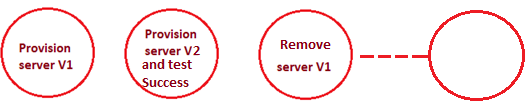 Provision
server V1
Provision
server V2
and test
Success
Remove
server V1